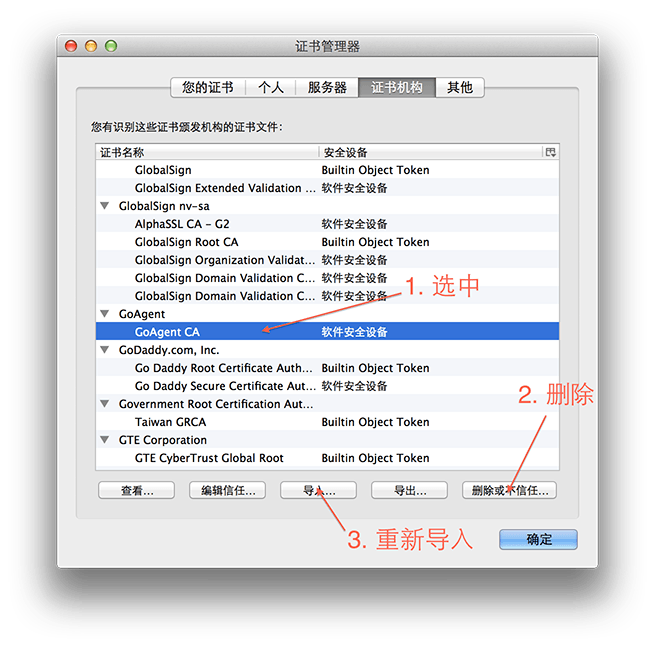 证书管理器
您的证书 个人 服务器 证书机构 其他
您有识别这些证书颁发机构的证书文件:
证书名称 安全设备
GlobalSign Builtin Object Token
GlobalSign Extended Validation ... 软件安全设备
GlobalSign nv-sa
AlphaSSL CA - G2 软件安全设备
GlobalSign Root CA Builtin Object Token
GlobalSign Organization Validat... 软件安全设备
GlobalSign Domain Validation C... 软件安全设备
GlobalSign Domain Validation C... 软件安全设备
1. 选中
GoAgent
GoAgent CA 软件安全设备
GoDaddy.com, Inc.
Go Daddy Root Certificate Auth... Builtin Object Token
Go Daddy Secure Certificate Aut... 软件安全设备
2. 删除
Government Root Certification Aut...
Taiwan GRCA Builtin Object Token
GTE Corporation
GTE CyberTrust Global Root Builtin Object Token
查看... 编辑信任... 导入... 导出... 删除或不信任...
3. 重新导入
确定